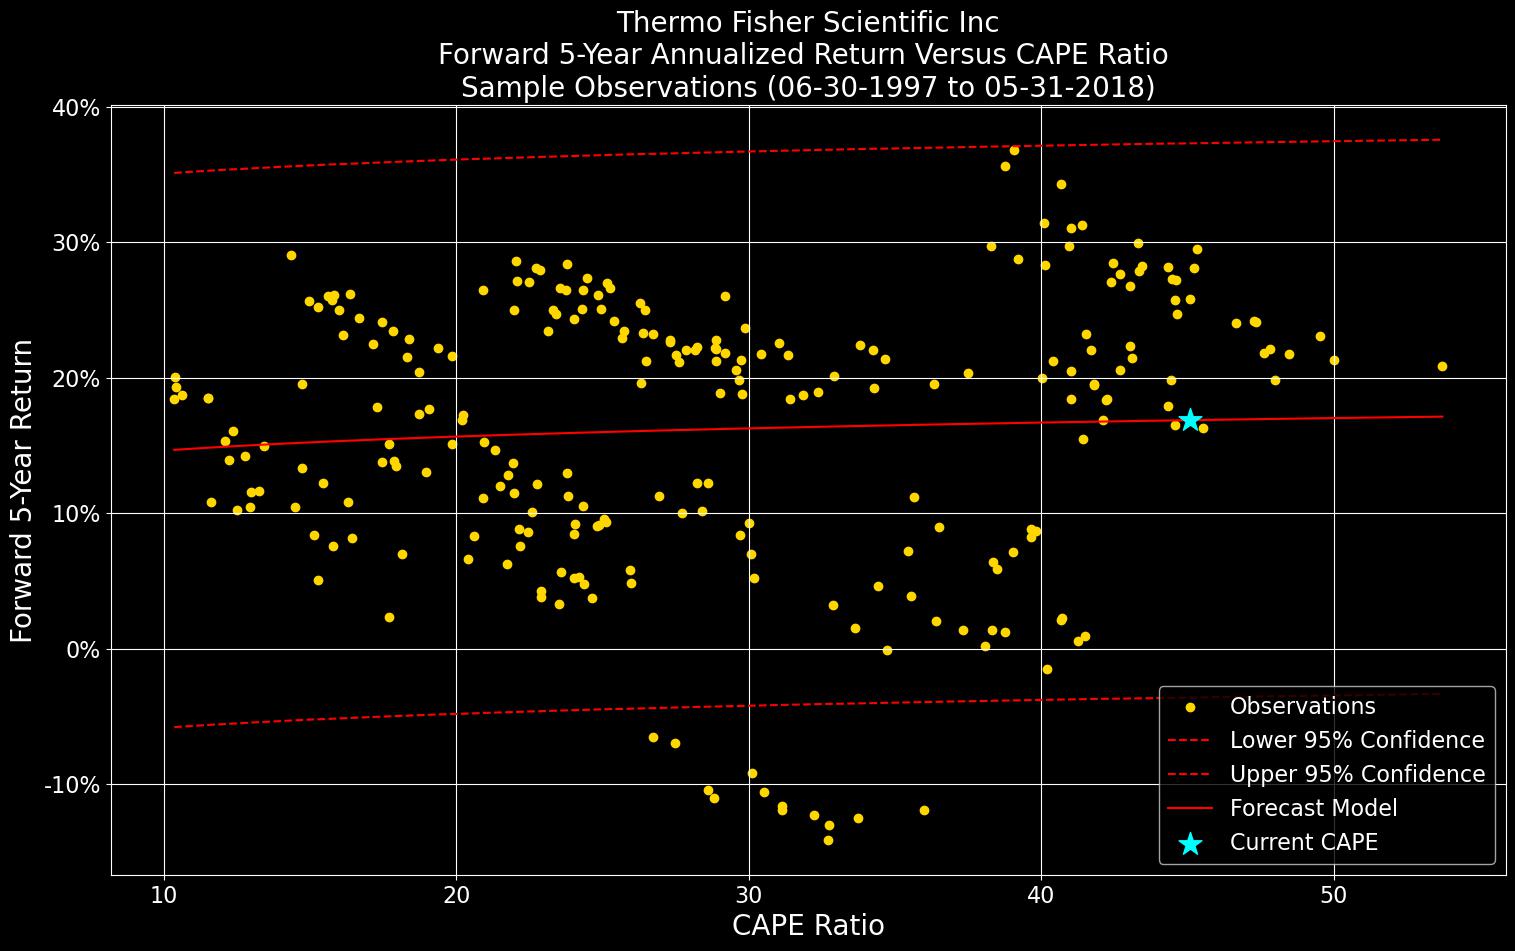 Thermo Fisher Scientific Inc
Forward 5-Year Annualized Return Versus CAPE Ratio
Sample Observations (06-30-1997 to 05-31-2018)
Forward 5-Year Return
40%
30%
20%
10%
0%
-10%
10
20
30
40
50
CAPE Ratio
Observations
Lower 95% Confidence
Upper 95% Confidence
Forecast Model
Current CAPE